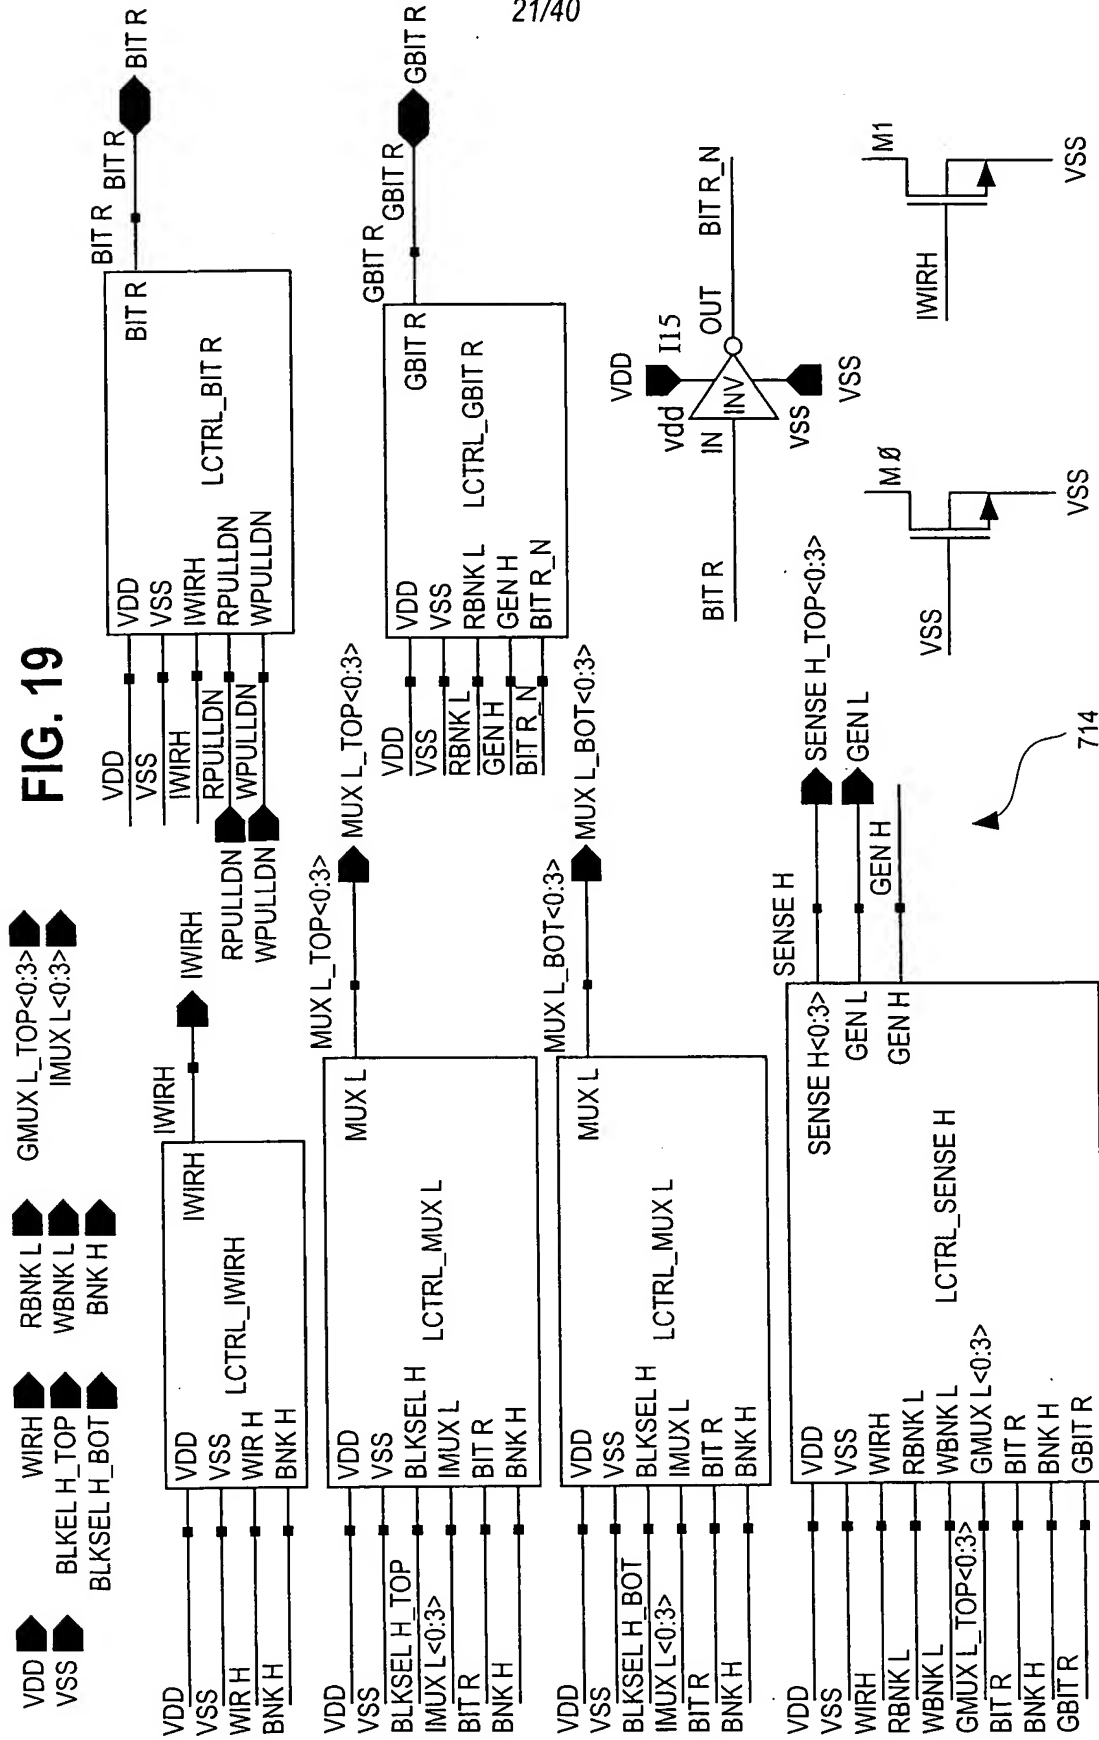 21/40
FIG. 19
VDD
VSS
WIRH
BLKEL H_TOP
BLKSEL H_BOT
RBNK L
WBNK L
BNK H
GMUX L_TOP<0:3>
IMUX L<0:3>
VDD
VSS
WIR H
BNK H
VDD
VSS
WIR H
BNK H
LCTRL_IWIRH
IWIRH
IWIRH
IWIRH
VDD
VSS
IWIRH
RPULLDN
WPULLDN
RPULLDN
WPULLDN
VDD
VSS
IWIRH
RPULLDN
WPULLDN
LCTRL_BIT R
BIT R
BIT R
BIT R
BIT R
VDD
VSS
BLKSEL H_TOP
IMUX L<0:3>
BIT R
BNK H
VDD
VSS
BLKSEL H
IMUX L
BIT R
BNK H
LCTRL_MUX L
MUX L
MUX L_TOP<0:3>
MUX L_TOP<0:3>
VDD
VSS
RBNK L
GEN H
BIT R_N
VDD
VSS
RBNK L
GEN H
BIT R_N
LCTRL_GBIT R
GBIT R
GBIT R
GBIT R
GBIT R
VDD
VSS
BLKSEL H_BOT
IMUX L<0:3>
BIT R
BNK H
VDD
VSS
BLKSEL H
IMUX L
BIT R
BNK H
LCTRL_MUX L
MUX L
MUX L_BOT<0:3>
MUX L_BOT<0:3>
BIT R
IN
VDD
vdd
I15
INV
OUT
BIT R_N
VSS
VSS
VDD
VSS
WIRH
RBNK L
WBNK L
GMUX L_TOP<0:3>
BIT R
BNK H
GBIT R
VDD
VSS
WIRH
RBNK L
WBNK L
GMUX L<0:3>
BIT R
BNK H
GBIT R
LCTRL_SENSE H
SENSE H<0:3>
GEN L
GEN H
SENSE H
GEN H
SENSE H_TOP<0:3>
GEN L
VSS
MØ
VSS
IWIRH
M1
VSS
714